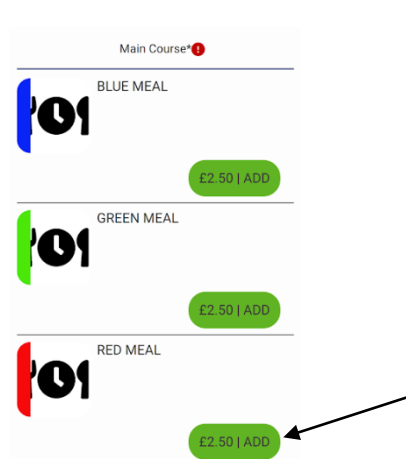 Main Course*!
BLUE MEAL
£2.50 | ADD
GREEN MEAL
£2.50 | ADD
RED MEAL
£2.50 | ADD